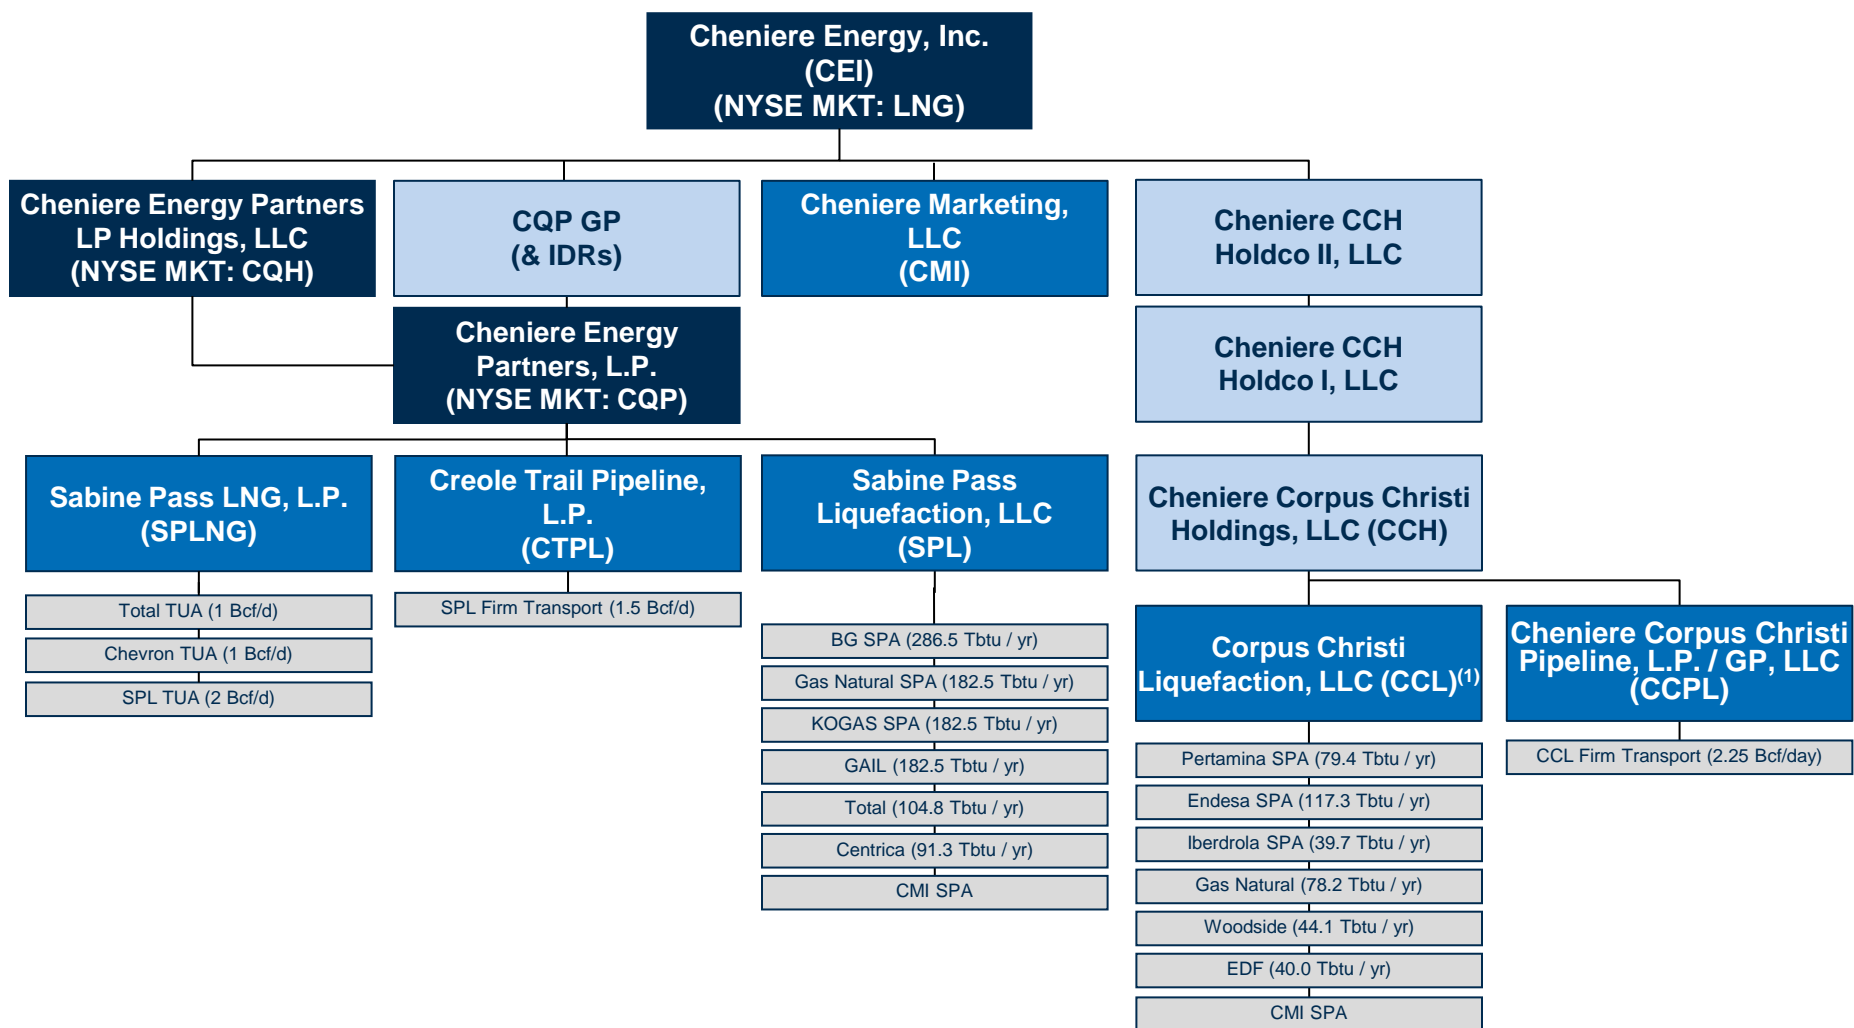 Cheniere Energy, Inc.
(CEI)
(NYSE MKT: LNG)
Cheniere Energy Partners
LP Holdings, LLC
(NYSE MKT: CQH)
CQP GP
(& IDRs)
Cheniere Marketing,
LLC
(CMI)
Cheniere CCH
Holdco II, LLC
Cheniere Energy
Partners, L.P.
(NYSE MKT: CQP)
Cheniere CCH
Holdco I, LLC
Sabine Pass LNG, L.P.
(SPLNG)
Creole Trail Pipeline,
L.P.
(CTPL)
Sabine Pass
Liquefaction, LLC
(SPL)
Cheniere Corpus Christi
Holdings, LLC (CCH)
Total TUA (1 Bcf/d)
Chevron TUA (1 Bcf/d)
SPL TUA (2 Bcf/d)
SPL Firm Transport (1.5 Bcf/d)
BG SPA (286.5 Tbtu / yr)
Gas Natural SPA (182.5 Tbtu / yr)
KOGAS SPA (182.5 Tbtu / yr)
GAIL (182.5 Tbtu / yr)
Total (104.8 Tbtu / yr)
Centrica (91.3 Tbtu / yr)
CMI SPA
Corpus Christi
Liquefaction, LLC (CCL)(1)
Cheniere Corpus Christi
Pipeline, L.P. / GP, LLC
(CCPL)
Pertamina SPA (79.4 Tbtu / yr)
Endesa SPA (117.3 Tbtu / yr)
Iberdrola SPA (39.7 Tbtu / yr)
Gas Natural (78.2 Tbtu / yr)
Woodside (44.1 Tbtu / yr)
EDF (40.0 Tbtu / yr)
CMI SPA
CCL Firm Transport (2.25 Bcf/day)